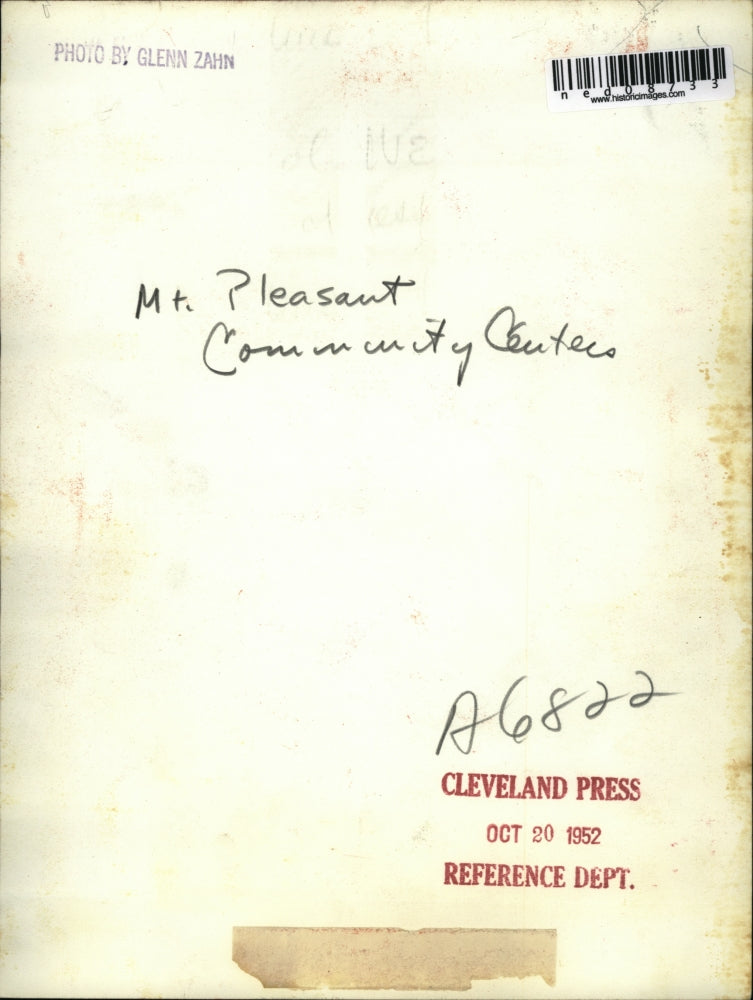 PHOTO BY GLENN ZAHN
ned08733
www.historicimages.com
Mt. Pleasant
Community Centers
A6822
CLEVELAND PRESS
OCT 20 1952
REFERENCE DEPT.